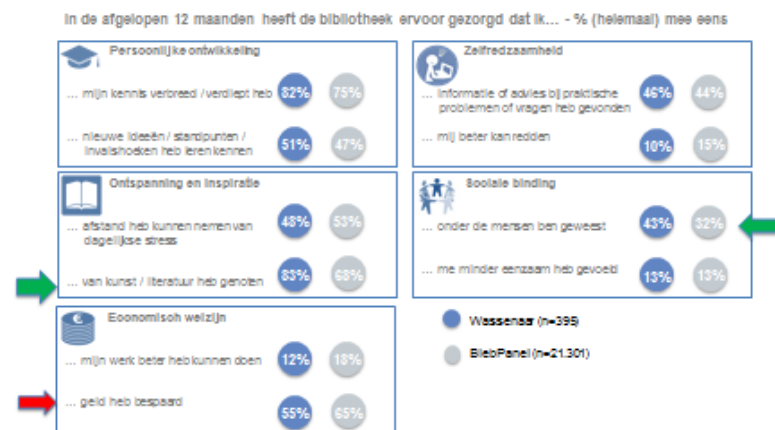 In de afgelopen 12 maanden heeft de bibliotheek ervoor gezorgd dat ik... - % (helemaal) mee eens
Persoonlijke ontwikkeling
... mijn kennis verbreed / verdiept heb 82% 75%
... nieuwe ideeën / standpunten /
invalshoeken heb leren kennen 51% 47%
Zelfredzaamheid
... informatie of advies bij praktische
problemen of vragen heb gevonden 46% 44%
... mij beter kan redden 10% 15%
Ontspanning en inspiratie
... afstand heb kunnen nemen van
dagelijkse stress 48% 53%
... van kunst / literatuur heb genoten 83% 68%
Sociale binding
... onder de mensen ben geweest 43% 32%
... me minder eenzaam heb gevoeld 13% 13%
Economisch welzijn
... mijn werk beter heb kunnen doen 12% 18%
... geld heb bespaard 55% 65%
Wassenaar (n=395)
BiebPanel (n=21.301)